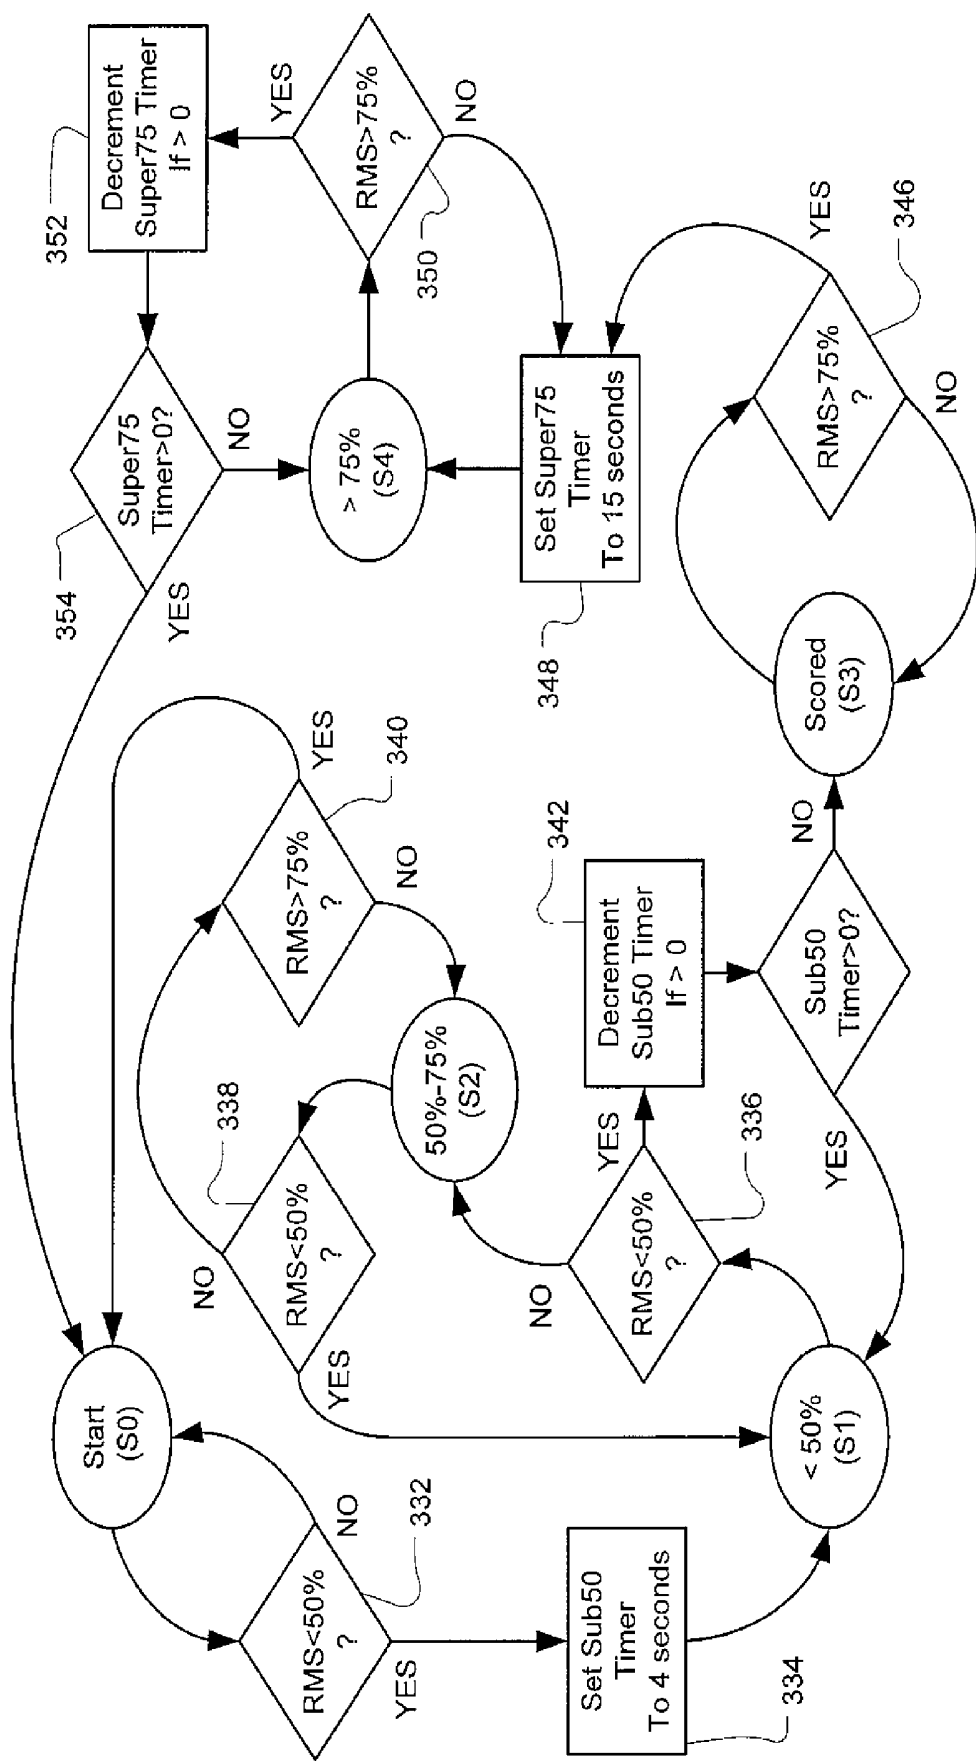 Start
(S0)
RMS<50%
?
NO
YES
332
Set Sub50
Timer
To 4 seconds
334
< 50%
(S1)
RMS<50%
?
NO
YES
336
50%-75%
(S2)
RMS<50%
?
NO
YES
338
RMS>75%
?
YES
NO
340
Decrement
Sub50 Timer
If > 0
342
Sub50
Timer>0?
YES
NO
Scored
(S3)
RMS>75%
?
YES
NO
346
Set Super75
Timer
To 15 seconds
348
> 75%
(S4)
RMS>75%
?
YES
NO
350
Decrement
Super75 Timer
If > 0
352
Super75
Timer>0?
YES
NO
354